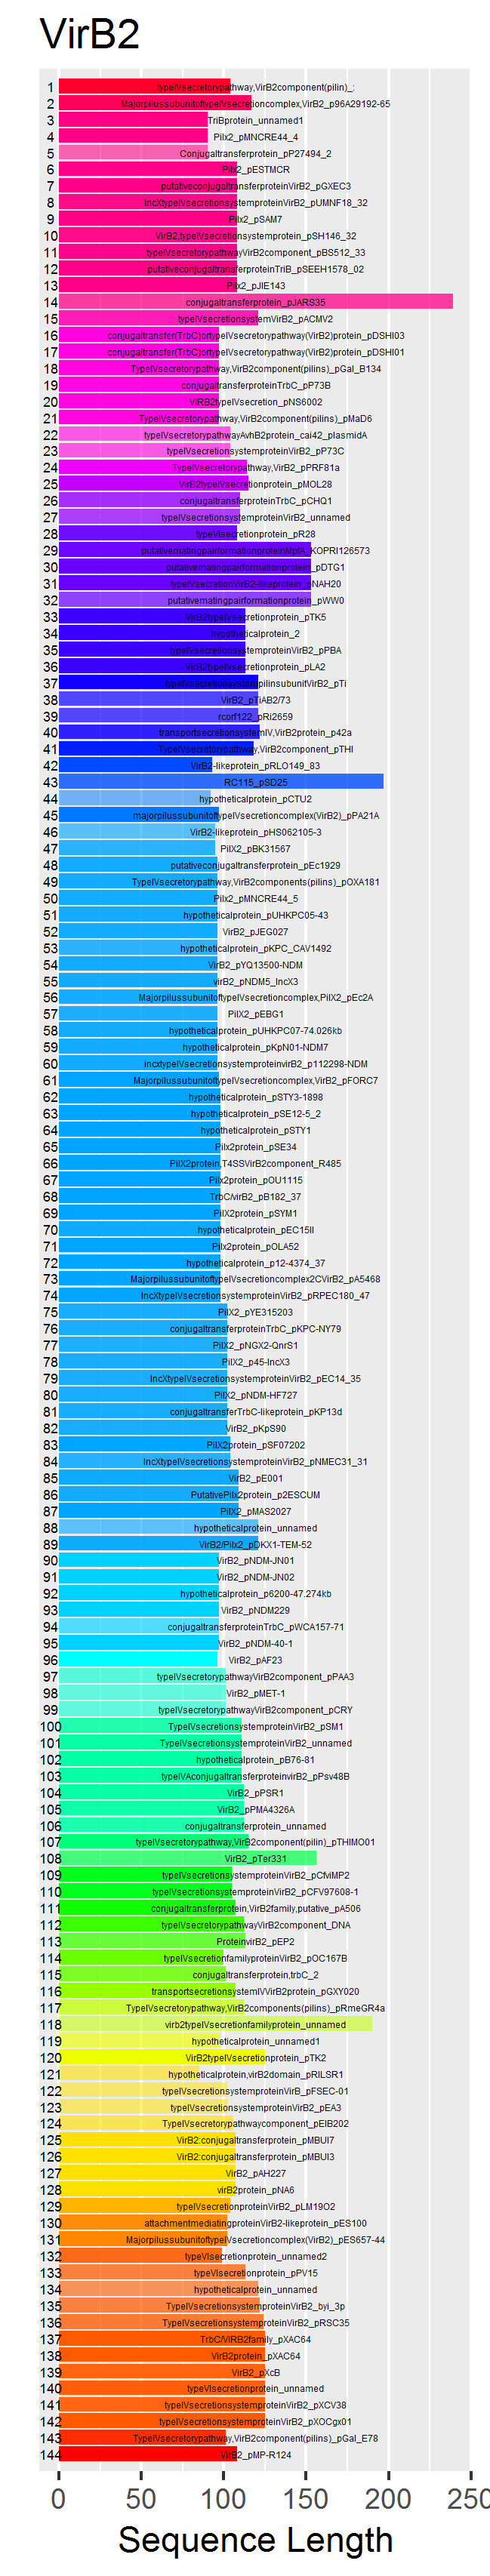 VirB2
1 typeIVsecretorypathway,VirB2component(pilin)_:
2 MajorpilussubunitoftypeIVsecretioncomplex,VirB2_p96A29192-65
3 TriBprotein_unnamed1
4 Pilx2_pMNCRE44_4
5 Conjugaltransferprotein_pP27494_2
6 Pilx2_pESTMCR
7 putativeconjugaltransferproteinVirB2_pGXEC3
8 IncXtypeIVsecretionsystemproteinVirB2_pUMNF18_32
9 Pilx2_pSAM7
10 VirB2,typeIVsecretionsystemprotein_pSH146_32
11 typeIVsecretorypathwayVirB2component_pBS512_33
12 putativeconjugaltransferproteinTriB_pSEEH1578_02
13 Pilx2_pJIE143
14 conjugaltransferprotein_pJARS35
15 typeIVsecretionsystemVirB2_pACMV2
16 conjugaltransfer(TrbC)ortypeIVsecretorypathway(VirB2)protein_pDSHI03
17 conjugaltransfer(TrbC)ortypeIVsecretorypathway(VirB2)protein_pDSHI01
18 TypeIVsecretorypathway,VirB2component(pilins)_pGal_B134
19 conjugaltransferproteinTrbC_pP73B
20 VIRB2typeIVsecretion_pNS6002
21 TypeIVsecretorypathway,VirB2component(pilins)_pMaD6
22 typeIVsecretorypathwayAvhB2protein_cai42_plasmidA
23 typeIVsecretionsystemproteinVirB2_pP73C
24 TypeIVsecretorypathway,VirB2_pPRF81a
25 VirB2typeIVsecretionprotein_pMOL28
26 conjugaltransferproteinTrbC_pCHQ1
27 typeIVsecretionsystemproteinVirB2_unnamed
28 typeIVsecretionprotein_pR28
29 putativematingpairformationproteinMpfA_KOPRI126573
30 putativematingpairformationprotein_pDTG1
31 typeIVsecretionVirB2-likeprotein_pNAH20
32 putativematingpairformationprotein_pWW0
33 VirB2typeIVsecretionprotein_pTK5
34 hypotheticalprotein_2
35 typeIVsecretionsystemproteinVirB2_pPBA
36 VirB2typeIVsecretionprotein_pLA2
37 typeIVsecretionsystempilinsubunitVirB2_pTi
38 VirB2_pTiAB2/73
39 rcorf122_pRi2659
40 transportsecretionsystemIV,VirB2protein_p42a
41 TypeIVsecretorypathway,VirB2component_pTHI
42 VirB2-likeprotein_pRLO149_83
43 RC115_pSD25
44 hypotheticalprotein_pCTU2
45 majorpilussubunitoftypeIVsecretioncomplex(VirB2)_pPA21A
46 VirB2-likeprotein_pHS062105-3
47 PilX2_pBK31567
48 putativeconjugaltransferprotein_pEc1929
49 TypeIVsecretorypathway,VirB2components(pilins)_pOXA181
50 Pilx2_pMNCRE44_5
51 hypotheticalprotein_pUHKPC05-43
52 VirB2_pJEG027
53 hypotheticalprotein_pKPC_CAV1492
54 VirB2_pYQ13500-NDM
55 virB2_pNDM5_IncX3
56 MajorpilussubunitoftypeIVsecretioncomplex,PilX2_pEc2A
57 PilX2_pEBG1
58 hypotheticalprotein_pUHKPC07-74.026kb
59 hypotheticalprotein_pKpN01-NDM7
60 incxtypeIVsecretionsystemproteinvirB2_p112298-NDM
61 MajorpilussubunitoftypeIVsecretioncomplex,VirB2_pFORC7
62 hypotheticalprotein_pSTY3-1898
63 hypotheticalprotein_pSE12-5_2
64 hypotheticalprotein_pSTY1
65 Pilx2protein_pSE34
66 PilX2protein,T4SSVirB2component_R485
67 Pilx2protein_pOU1115
68 TrbC/virB2_pB182_37
69 PilX2protein_pSYM1
70 hypotheticalprotein_pEC15II
71 Pilx2protein_pOLA52
72 hypotheticalprotein_p12-4374_37
73 MajorpilussubunitoftypeIVsecretioncomplex2CVirB2_pA5468
74 IncXtypeIVsecretionsystemproteinVirB2_pRPEC180_47
75 PilX2_pYE315203
76 conjugaltransferproteinTrbC_pKPC-NY79
77 PilX2_pNGX2-QnrS1
78 PilX2_p45-IncX3
79 IncXtypeIVsecretionsystemproteinVirB2_pEC14_35
80 PilX2_pNDM-HF727
81 conjugaltransferTrbC-likeprotein_pKP13d
82 VirB2_pKpS90
83 PilX2protein_pSF07202
84 IncXtypeIVsecretionsystemproteinVirB2_pNMEC31_31
85 VirB2_pE001
86 PutativePilx2protein_p2ESCUM
87 PilX2_pMAS2027
88 hypotheticalprotein_unnamed
89 VirB2/Pilx2_pDKX1-TEM-52
90 VirB2_pNDM-JN01
91 VirB2_pNDM-JN02
92 hypotheticalprotein_p6200-47.274kb
93 VirB2_pNDM229
94 conjugaltransferproteinTrbC_pWCA157-71
95 VirB2_pNDM-40-1
96 VirB2_pAF23
97 typeIVsecretorypathwayVirB2component_pPAA3
98 VirB2_pMET-1
99 typeIVsecretorypathwayVirB2component_pCRY
100 TypeIVsecretionsystemproteinVirB2_pSM1
101 TypeIVsecretionsystemproteinVirB2_unnamed
102 hypotheticalprotein_pB76-81
103 typeIVAconjugaltransferproteinvirB2_pPsv48B
104 VirB2_pPSR1
105 VirB2_pPMA4326A
106 conjugaltransferprotein_unnamed
107 typeIVsecretorypathway,VirB2component(pilin)_pTHIMO01
108 VirB2_pTer331
109 typeIVsecretionsystemproteinVirB2_pCfviMP2
110 typeIVsecretionsystemproteinVirB2_pCFV97608-1
111 conjugaltransferprotein,VirB2family,putative_pA506
112 typeIVsecretorypathwayVirB2component_DNA
113 ProteinvirB2_pEP2
114 typeIVsecretionfamilyproteinVirB2_pOC167B
115 conjugaltransferprotein,trbC_2
116 transportsecretionsystemIVVirB2protein_pGXY020
117 TypeIVsecretorypathway,VirB2components(pilins)_pRmeGR4a
118 virb2typeIVsecretionfamilyprotein_unnamed
119 hypotheticalprotein_unnamed1
120 VirB2typeIVsecretionprotein_pTK2
121 hypotheticalprotein,virB2domain_pRILSR1
122 typeIVsecretionsystemproteinVirB_pFSEC-01
123 typeIVsecretionsystemproteinVirB2_pEA3
124 TypeIVsecretorypathwaycomponent_pEIB202
125 VirB2:conjugaltransferprotein_pMBUI7
126 VirB2:conjugaltransferprotein_pMBUI3
127 VirB2_pAH227
128 virB2protein_pNA6
129 typeIVsecretionproteinVirB2_pLM19O2
130 attachmentmediatingproteinVirB2-likeprotein_pES100
131 MajorpilussubunitoftypeIVsecretioncomplex(VirB2)_pES657-44
132 typeVIsecretionprotein_unnamed2
133 typeVIsecretionprotein_pPV15
134 hypotheticalprotein_unnamed
135 TypeIVsecretionsystemproteinVirB2_byi_3p
136 TypeIVsecretionsystemproteinVirB2_pRSC35
137 TrbC/VIRB2family_pXAC64
138 VirB2protein_pXAC64
139 VirB2_pXcB
140 typeVIsecretionprotein_unnamed
141 typeIVsecretionsystemproteinVirB2_pXCV38
142 typeIVsecretionsystemproteinVirB2_pXOCgx01
143 TypeIVsecretorypathway,VirB2component(pilins)_pGal_E78
144 VirB2_pMP-R124
0 50 100 150 200 250
Sequence Length